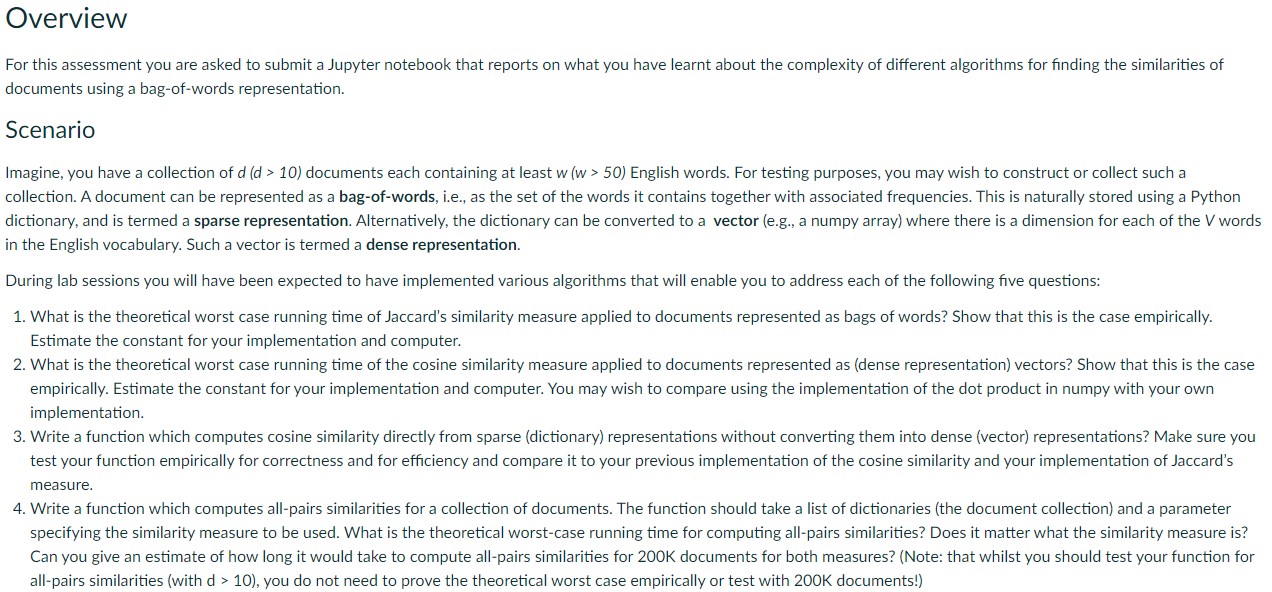 Overview
For this assessment you are asked to submit a Jupyter notebook that reports on what you have learnt about the complexity of different algorithms for finding the similarities of
documents using a bag-of-words representation.
Scenario
Imagine, you have a collection of d (d > 10) documents each containing at least w (w > 50) English words. For testing purposes, you may wish to construct or collect such a
collection. A document can be represented as a bag-of-words, i.e., as the set of the words it contains together with associated frequencies. This is naturally stored using a Python
dictionary, and is termed a sparse representation. Alternatively, the dictionary can be converted to a vector (e.g., a numpy array) where there is a dimension for each of the V words
in the English vocabulary. Such a vector is termed a dense representation.
During lab sessions you will have been expected to have implemented various algorithms that will enable you to address each of the following five questions:
1. What is the theoretical worst case running time of Jaccard's similarity measure applied to documents represented as bags of words? Show that this is the case empirically.
Estimate the constant for your implementation and computer.
2. What is the theoretical worst case running time of the cosine similarity measure applied to documents represented as (dense representation) vectors? Show that this is the case
empirically. Estimate the constant for your implementation and computer. You may wish to compare using the implementation of the dot product in numpy with your own
implementation.
3. Write a function which computes cosine similarity directly from sparse (dictionary) representations without converting them into dense (vector) representations? Make sure you
test your function empirically for correctness and for efficiency and compare it to your previous implementation of the cosine similarity and your implementation of Jaccard's
measure.
4. Write a function which computes all-pairs similarities for a collection of documents. The function should take a list of dictionaries (the document collection) and a parameter
specifying the similarity measure to be used. What is the theoretical worst-case running time for computing all-pairs similarities? Does it matter what the similarity measure is?
Can you give an estimate of how long it would take to compute all-pairs similarities for 200K documents for both measures? (Note: that whilst you should test your function for
all-pairs similarities (with d > 10), you do not need to prove the theoretical worst case empirically or test with 200K documents!)